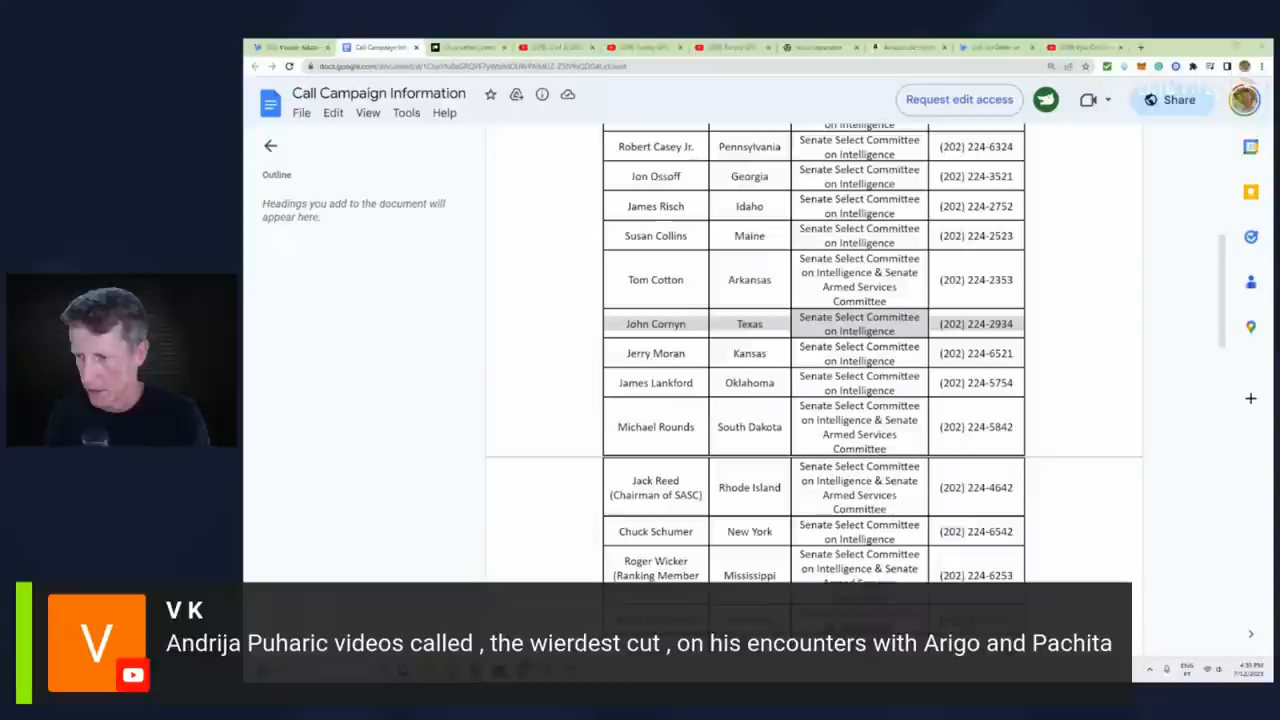 Call Campaign Information
File Edit View Tools Help
Request edit access
Share
Outline
Headings you add to the document will
appear here.
on Intelligence
Robert Casey Jr. Pennsylvania Senate Select Committee on Intelligence (202) 224-6324
Jon Ossoff Georgia Senate Select Committee on Intelligence (202) 224-3521
James Risch Idaho Senate Select Committee on Intelligence (202) 224-2752
Susan Collins Maine Senate Select Committee on Intelligence (202) 224-2523
Tom Cotton Arkansas Senate Select Committee on Intelligence & Senate Armed Services Committee (202) 224-2353
John Cornyn Texas Senate Select Committee on Intelligence (202) 224-2934
Jerry Moran Kansas Senate Select Committee on Intelligence (202) 224-6521
James Lankford Oklahoma Senate Select Committee on Intelligence (202) 224-5754
Michael Rounds South Dakota Senate Select Committee on Intelligence & Senate Armed Services Committee (202) 224-5842
Jack Reed (Chairman of SASC) Rhode Island Senate Select Committee on Intelligence & Senate Armed Services Committee (202) 224-4642
Chuck Schumer New York Senate Select Committee on Intelligence (202) 224-6542
Roger Wicker (Ranking Member Mississippi Senate Select Committee on Intelligence & Senate (202) 224-6253
V
V K
Andrija Puharic videos called , the wierdest cut , on his encounters with Arigo and Pachita
ENG
PT
4:35 PM
7/12/2023